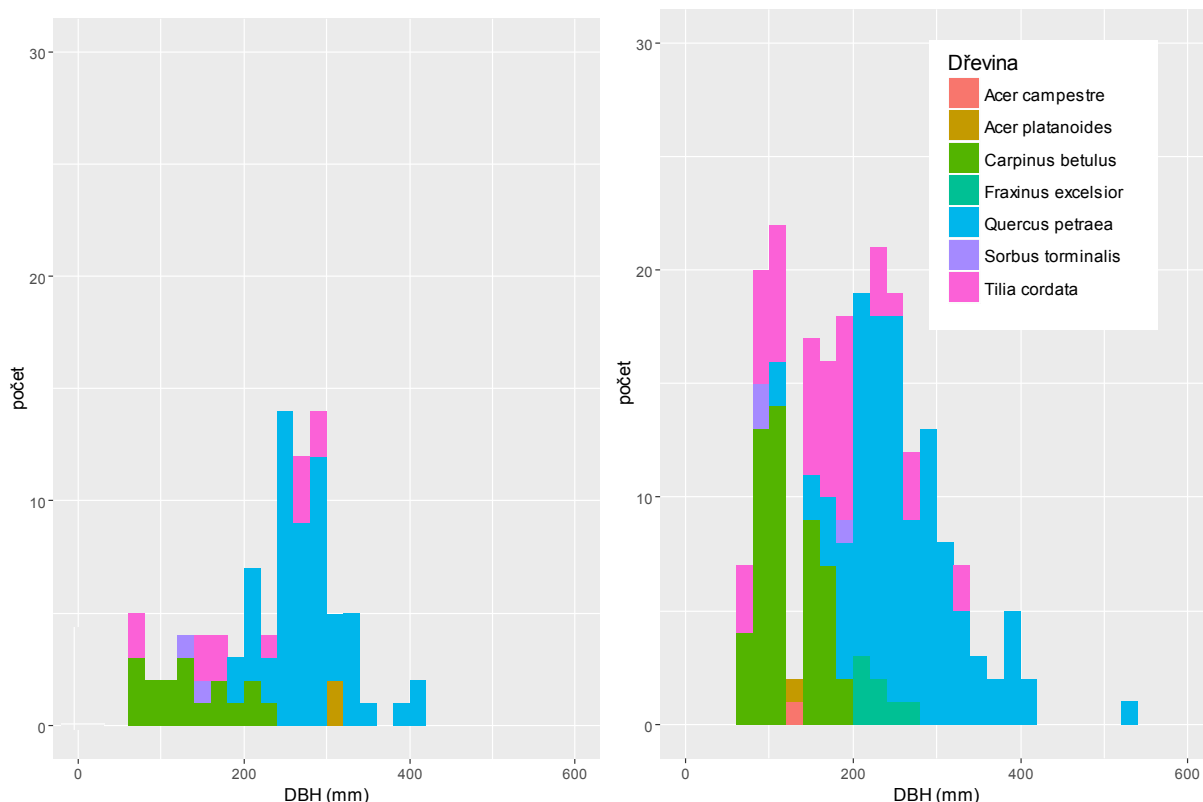 30
20
10
0
počet
0 200 400 600
DBH (mm)
30
20
10
0
počet
0 200 400 600
DBH (mm)
Dřevina
Acer campestre
Acer platanoides
Carpinus betulus
Fraxinus excelsior
Quercus petraea
Sorbus torminalis
Tilia cordata